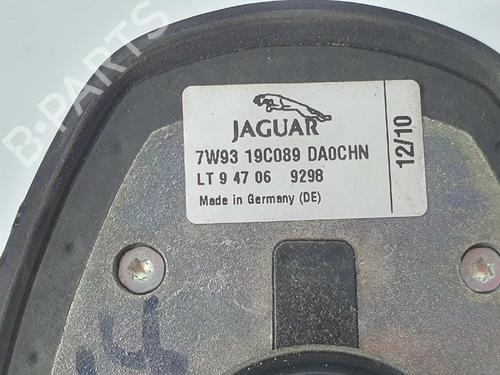 B-PARTS
JAGUAR
7W93 19C089 DA0CHN
LT 9 47 06 9298
Made in Germany (DE)
12/10